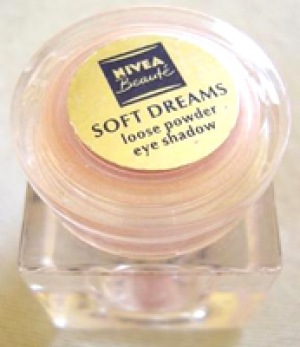 NIVEA
Beauté
SOFT DREAMS
loose powder
eye shadow